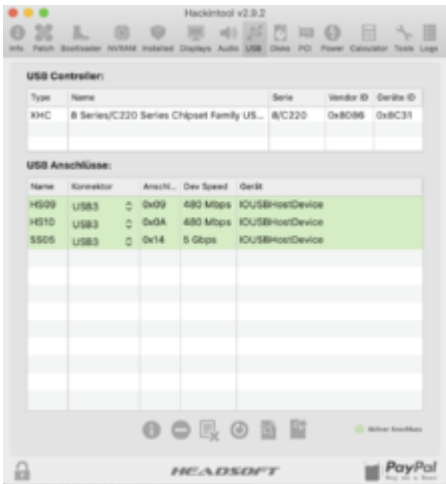 Hackintool v2.9.2
Info Patch Bootloader NVRAM Installed Displays Audio USB Disks PCI Power Calculator Tools Logs
USB Controller:
Type Name Serie Vendor ID Geräte ID
XHC 8 Series/C220 Series Chipset Family US... 8/C220 0x8086 0x8C31
USB Anschlüsse:
Name Konnektor Anschl... Dev Speed Gerät
HS09 USB3 0x09 480 Mbps IOUSBHostDevice
HS10 USB3 0x0A 480 Mbps IOUSBHostDevice
SS05 USB3 0x14 5 Gbps IOUSBHostDevice
Aktiver Anschluss
HEADSOFT
PayPal
Buy me a Beer